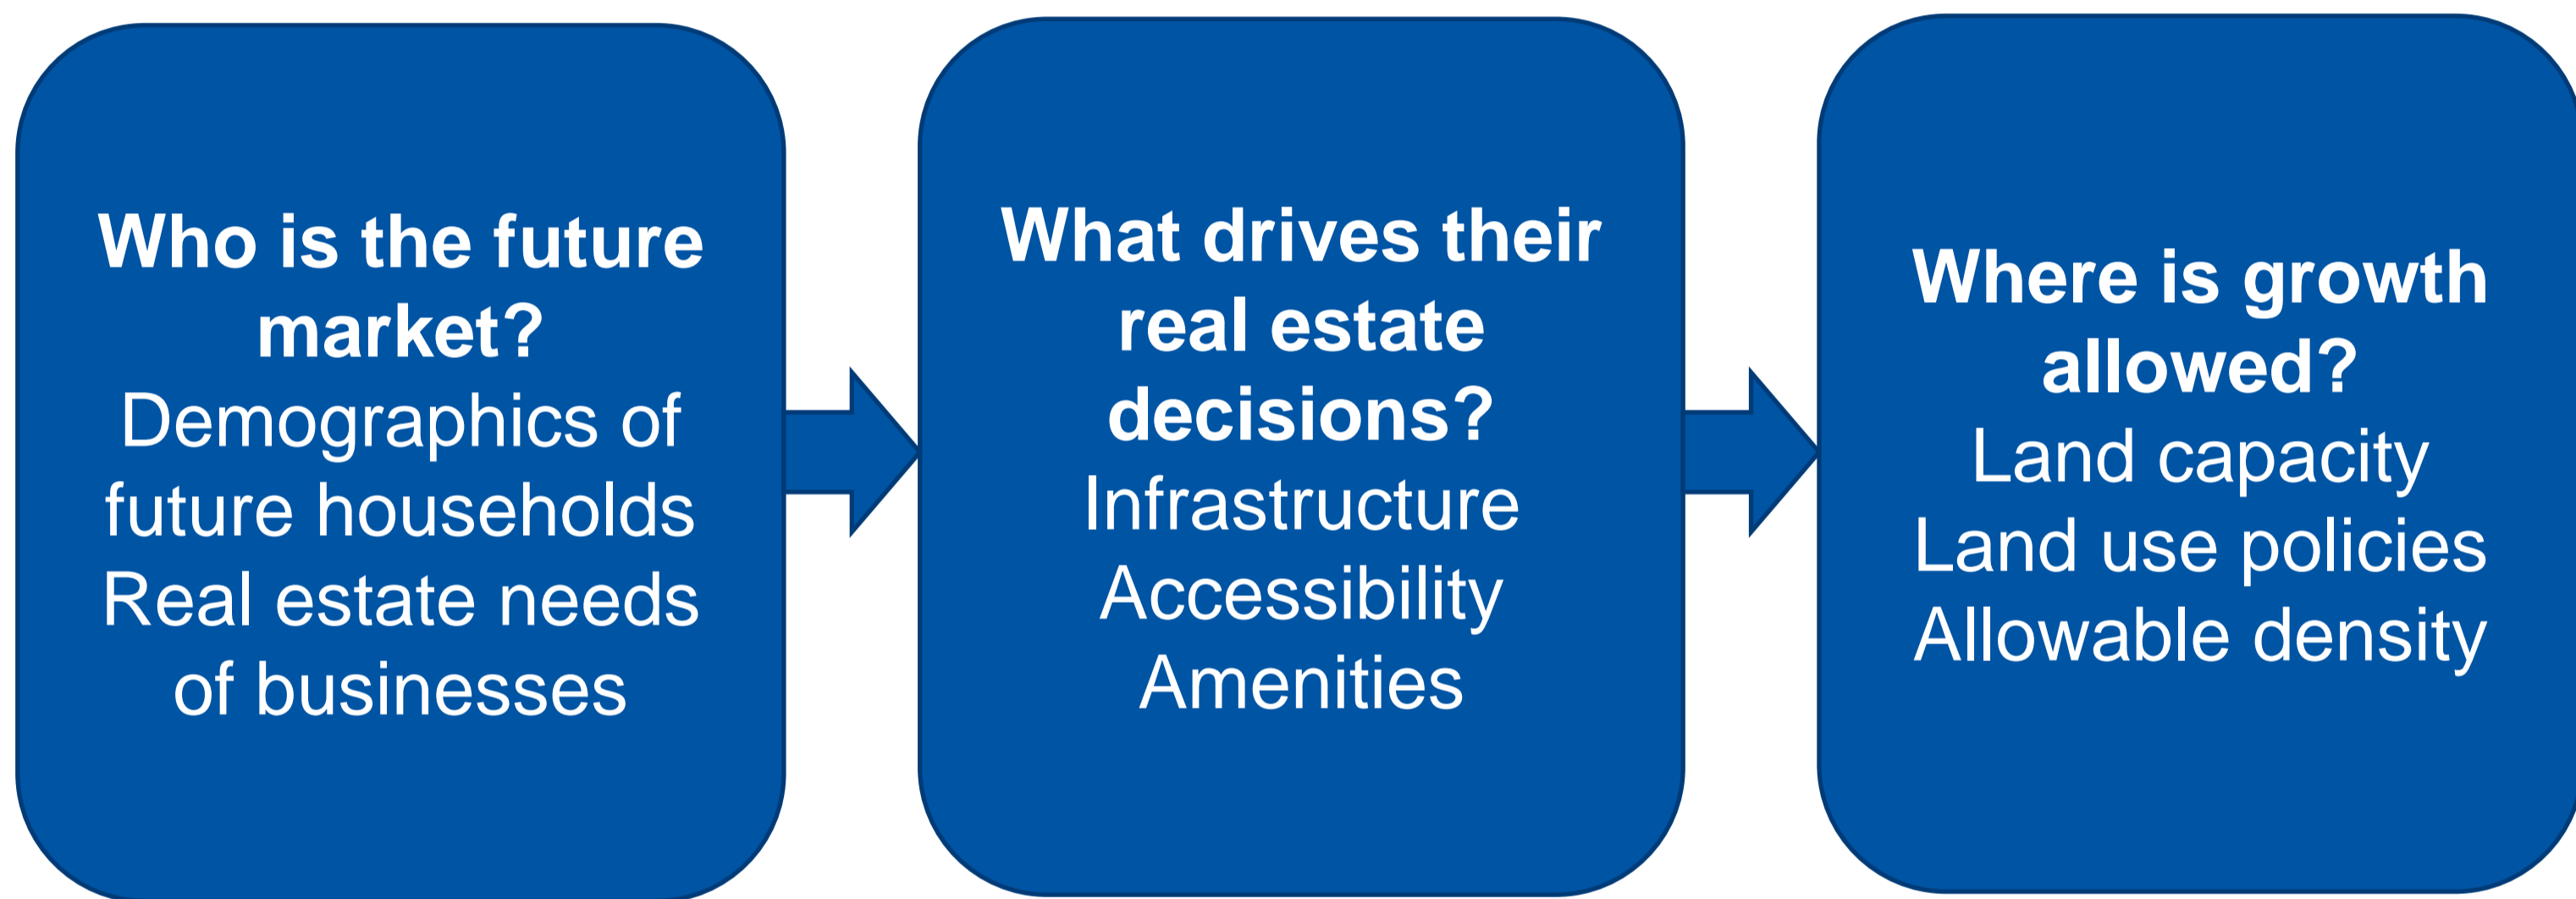 Who is the future
market?
Demographics of
future households
Real estate needs
of businesses
What drives their
real estate
decisions?
Infrastructure
Accessibility
Amenities
Where is growth
allowed?
Land capacity
Land use policies
Allowable density